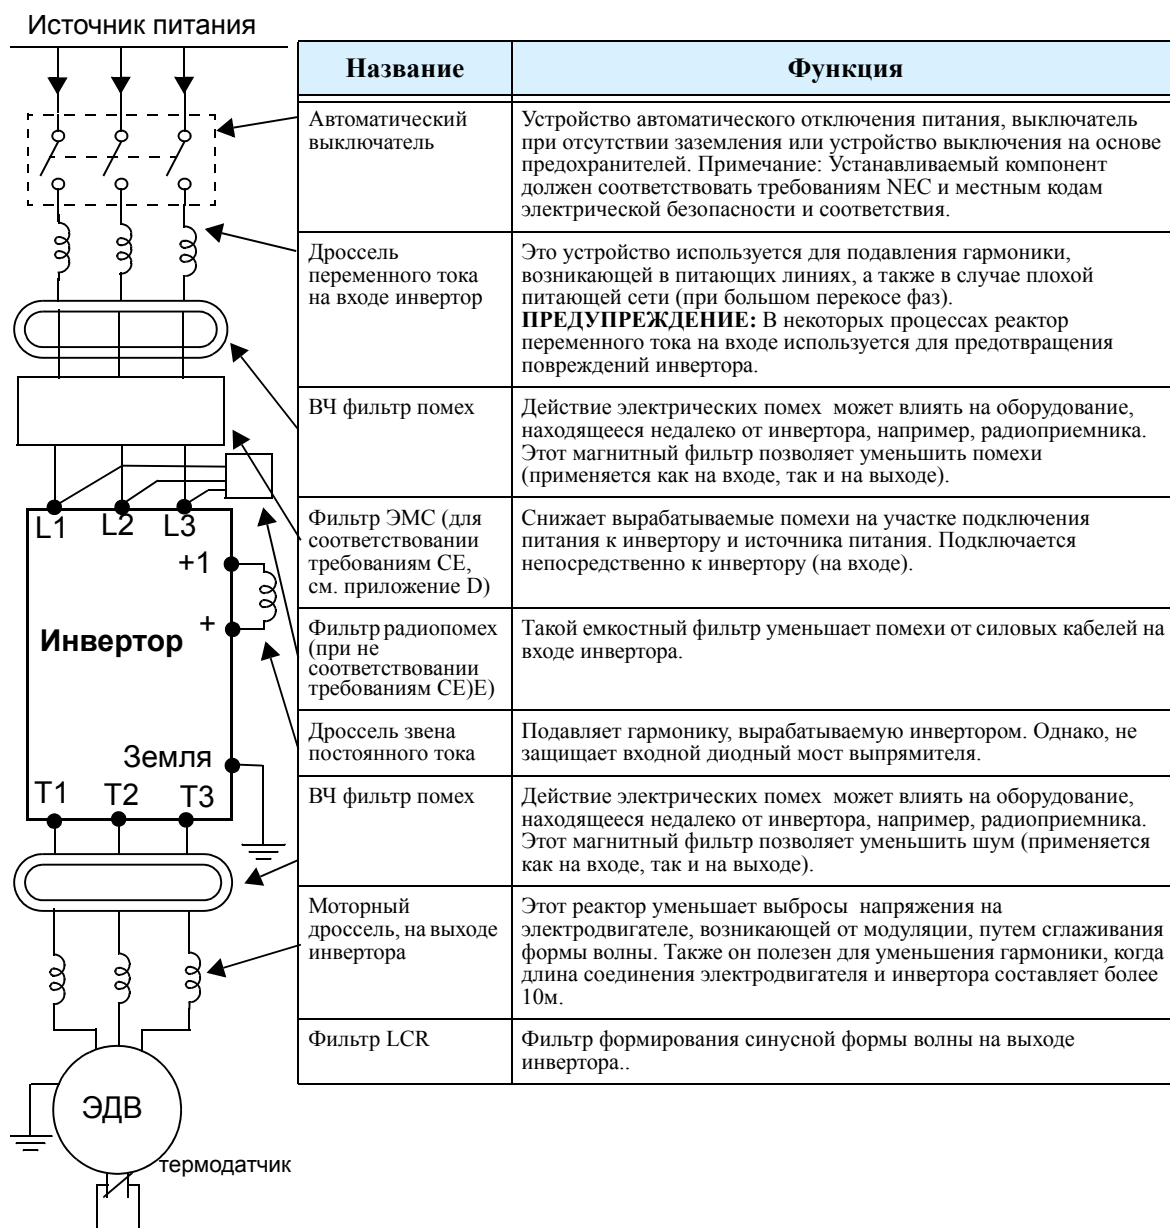 Источник питания
Название
Функция
Автоматический
выключатель
Устройство автоматического отключения питания, выключатель
при отсутствии заземления или устройство выключения на основе
предохранителей. Примечание: Устанавливаемый компонент
должен соответствовать требованиям NEC и местным кодам
электрической безопасности и соответствия.
Дроссель
переменного тока
на входе инвертор
Это устройство используется для подавления гармоники,
возникающей в питающих линиях, а также в случае плохой
питающей сети (при большом перекосе фаз).
ПРЕДУПРЕЖДЕНИЕ: В некоторых процессах реактор
переменного тока на входе используется для предотвращения
повреждений инвертора.
ВЧ фильтр помех
Действие электрических помех может влиять на оборудование,
находящееся недалеко от инвертора, например, радиоприемника.
Этот магнитный фильтр позволяет уменьшить помехи
(применяется как на входе, так и на выходе).
Фильтр ЭМС (для
соответствии
требованиям CE,
см. приложение D)
Снижает вырабатываемые помехи на участке подключения
питания к инвертору и источника питания. Подключается
непосредственно к инвертору (на входе).
Фильтр радиопомех
(при не
соответствии
требованиям CE)E)
Такой емкостный фильтр уменьшает помехи от силовых кабелей на
входе инвертора.
Дроссель звена
постоянного тока
Подавляет гармонику, вырабатываемую инвертором. Однако, не
защищает входной диодный мост выпрямителя.
ВЧ фильтр помех
Действие электрических помех может влиять на оборудование,
находящееся недалеко от инвертора, например, радиоприемника.
Этот магнитный фильтр позволяет уменьшить шум (применяется
как на входе, так и на выходе).
Моторный
дроссель, на выходе
инвертора
Этот реактор уменьшает выбросы напряжения на
электродвигателе, возникающей от модуляции, путем сглаживания
формы волны. Также он полезен для уменьшения гармоники, когда
длина соединения электродвигателя и инвертора составляет более
10м.
Фильтр LCR
Фильтр формирования синусной формы волны на выходе
инвертора..
L1 L2 L3
+1
+
Инвертор
Земля
T1 T2 T3
ЭДВ
термодатчик